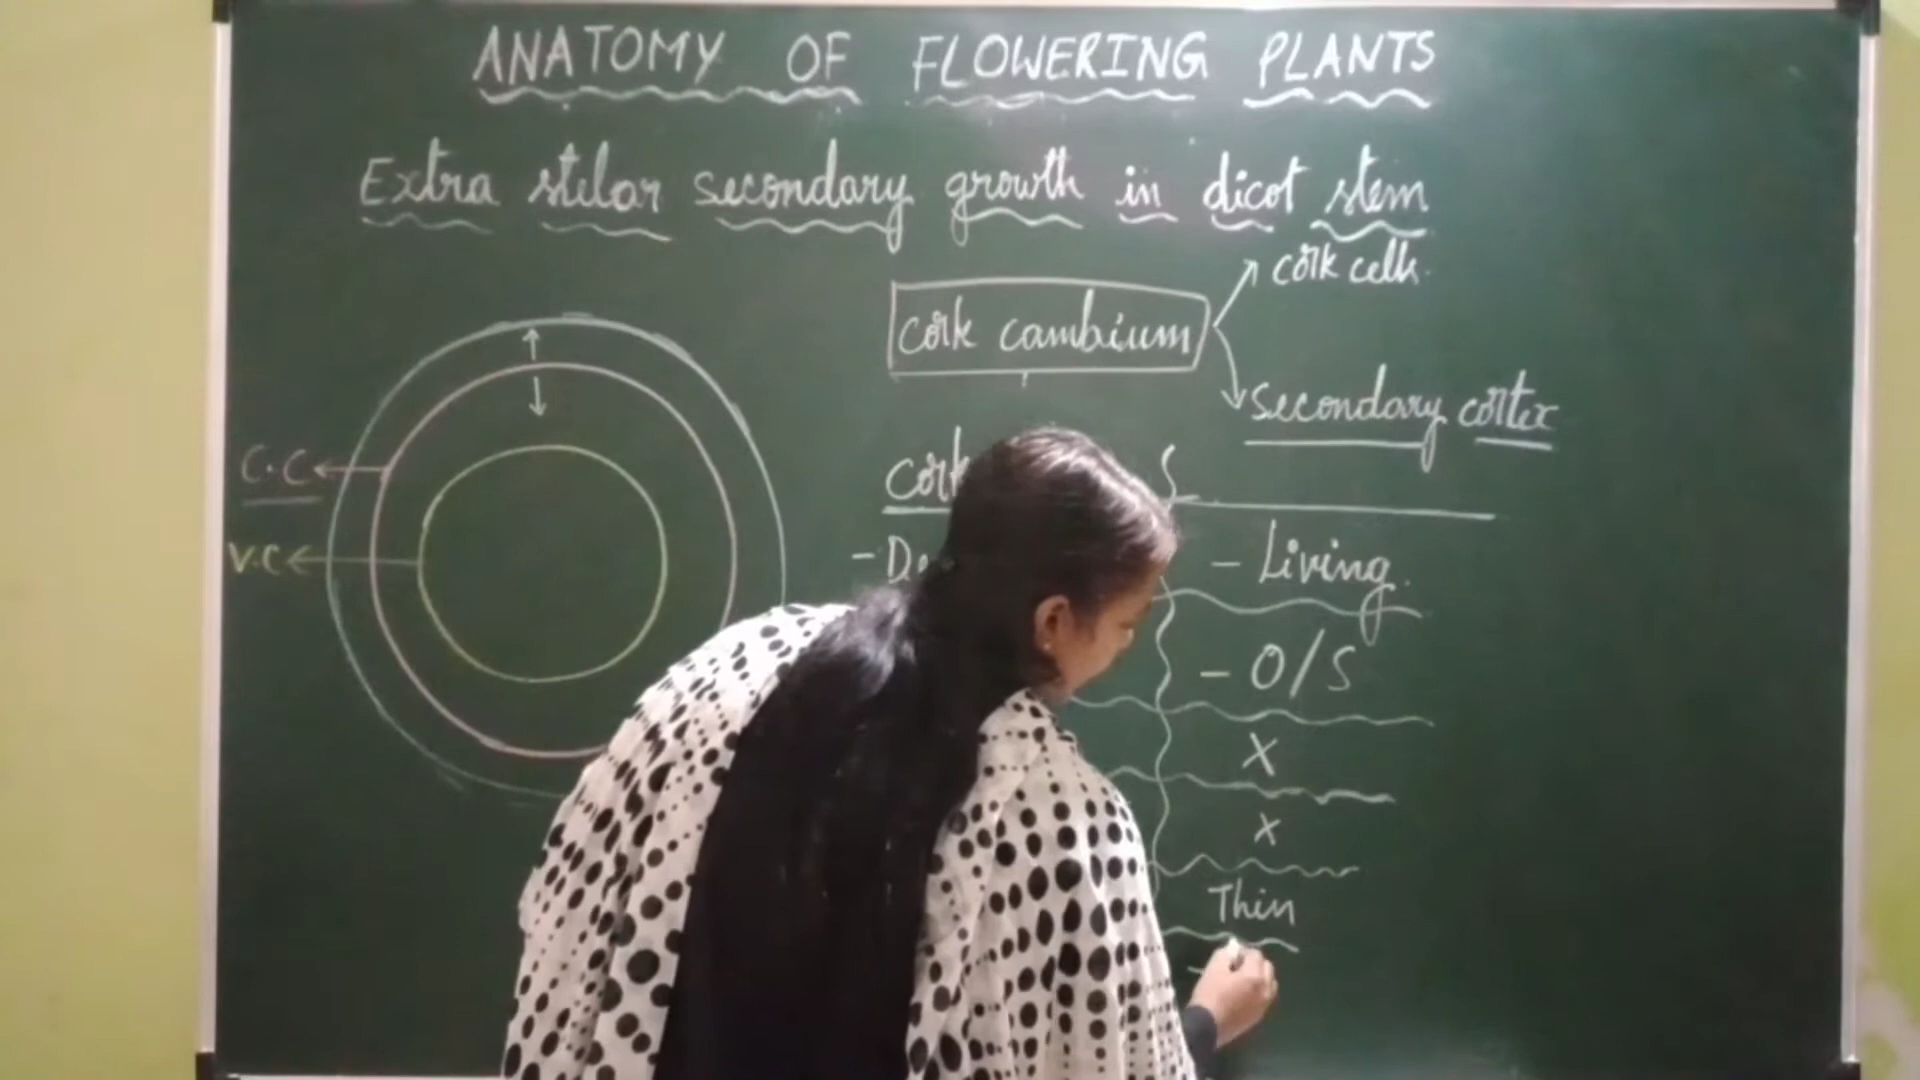 ANATOMY OF FLOWERING PLANTS
Extra stelar secondary growth in dicot stem
cork cells
cork cambium
secondary cortex
C.C
V.C
- Living
- O/S
X
X
Thin